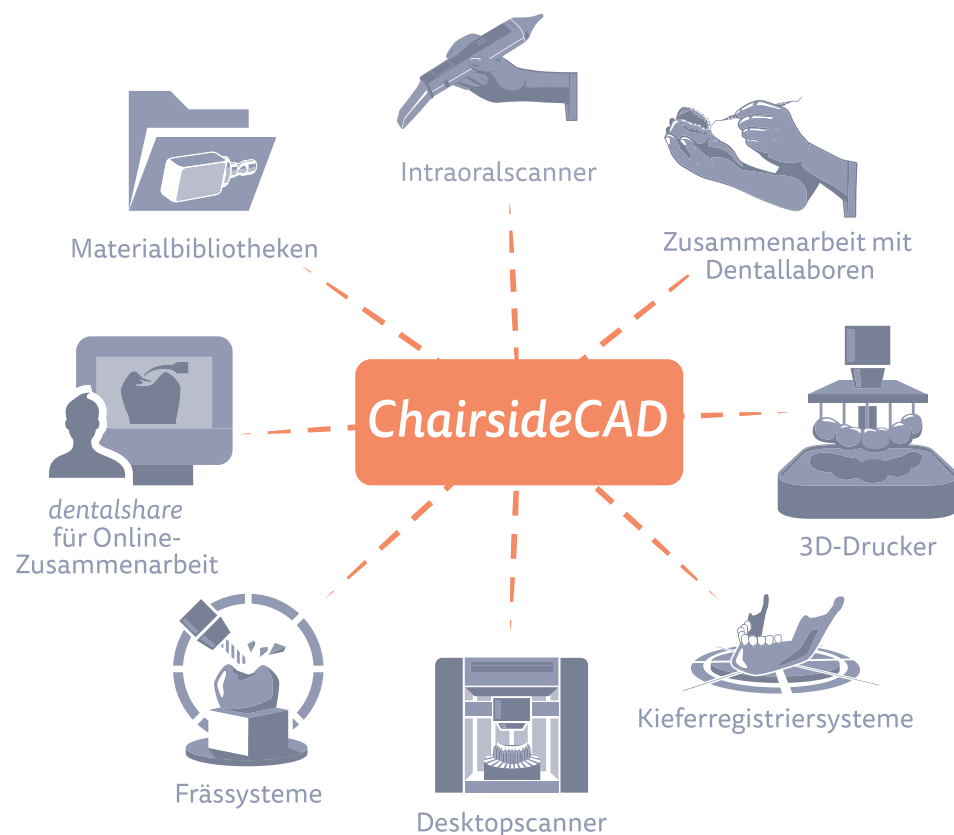 Intraoralscanner
Materialbibliotheken
Zusammenarbeit mit
Dentallaboren
ChairsideCAD
dentalshare
für Online-
Zusammenarbeit
3D-Drucker
Kieferregistriersysteme
Frässysteme
Desktopscanner